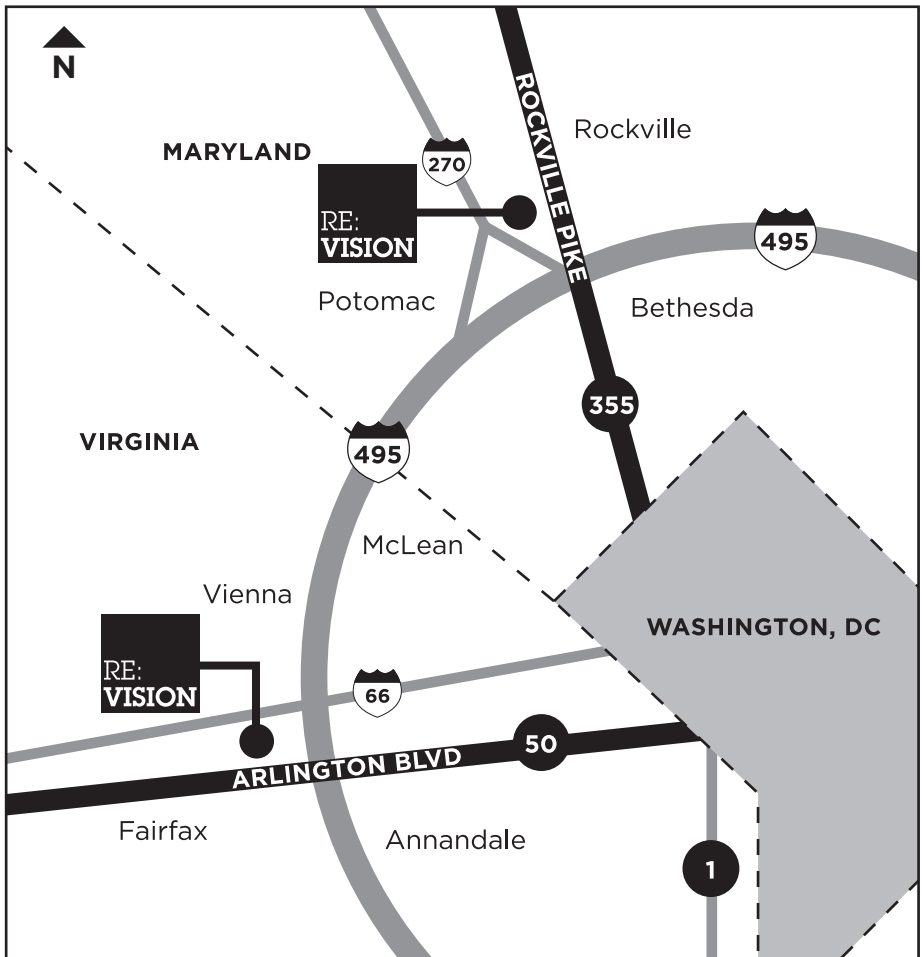 N
ROCKVILLE PIKE
Rockville
MARYLAND
270
RE:
VISION
495
Potomac
Bethesda
355
VIRGINIA
495
McLean
Vienna
WASHINGTON, DC
RE:
VISION
66
50
ARLINGTON BLVD
Fairfax
Annandale
1